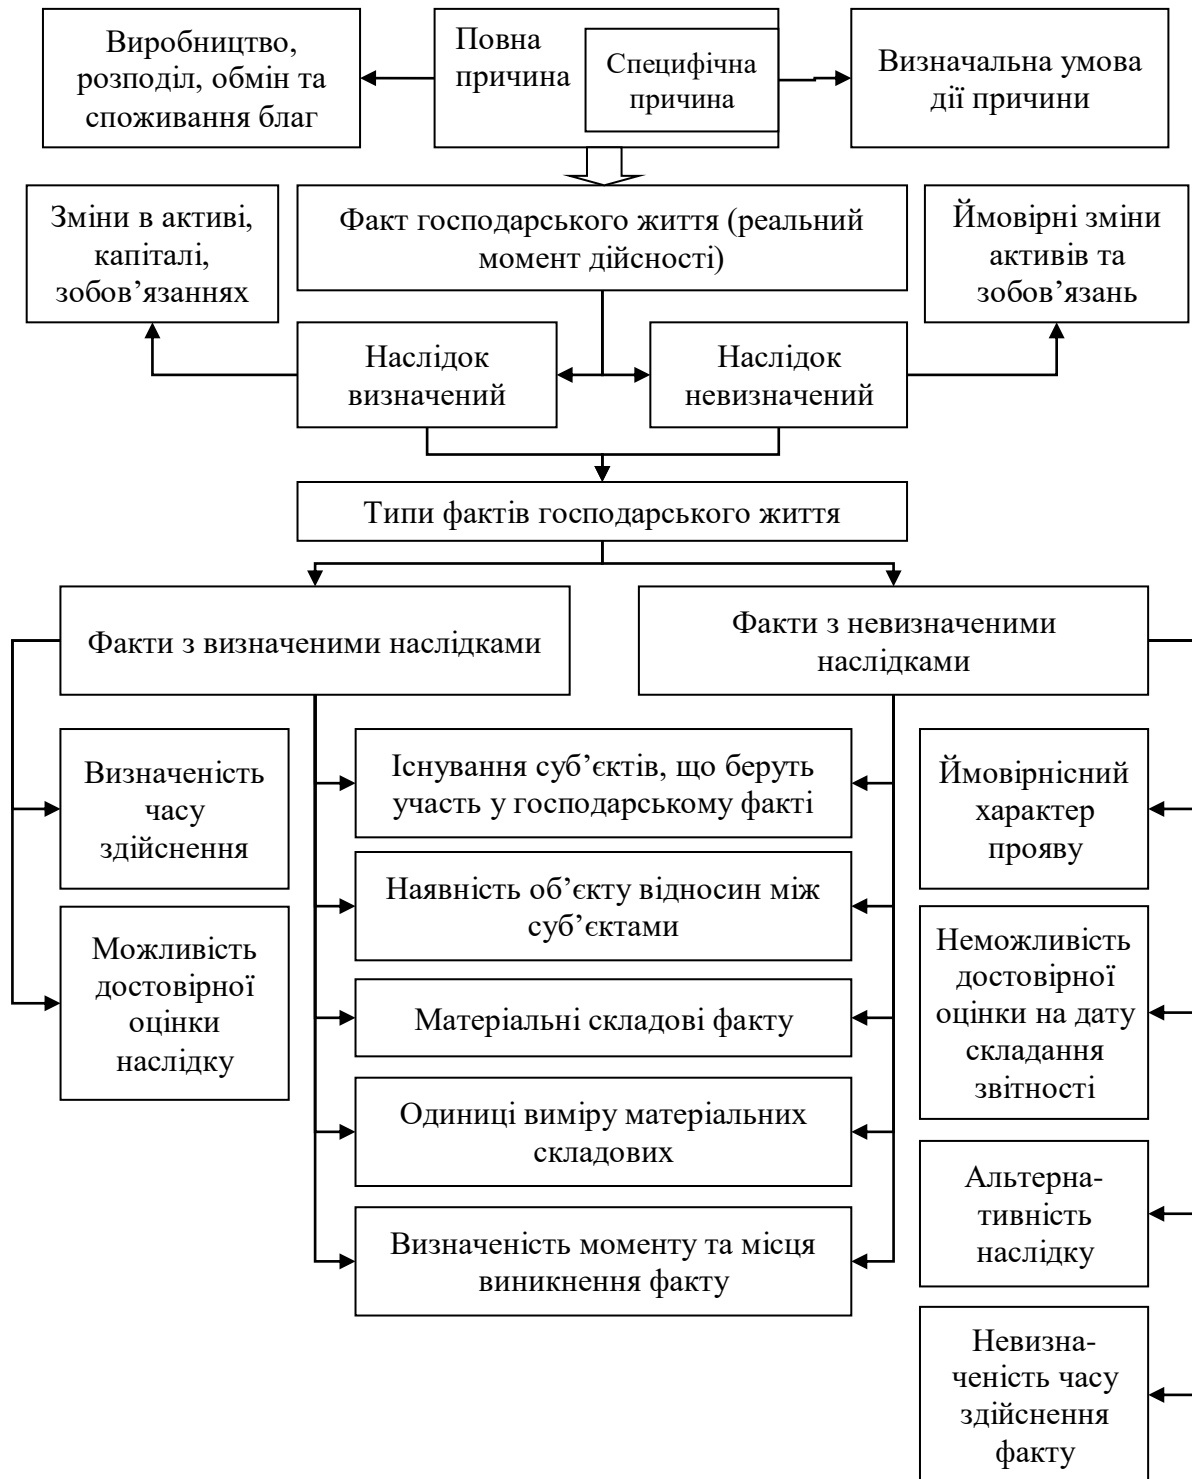 Виробництво,
розподіл, обмін та
споживання благ
Повна
причина
Специфічна
причина
Визначальна умова
дії причини
Зміни в активі,
капіталі,
зобов’язаннях
Факт господарського життя (реальний
момент дійсності)
Ймовірні зміни
активів та
зобов’язань
Наслідок
визначений
Наслідок
невизначений
Типи фактів господарського життя
Факти з визначеними наслідками
Факти з невизначеними
наслідками
Визначеність
часу
здійснення
Можливість
достовірної
оцінки
наслідку
Існування суб’єктів, що беруть
участь у господарському факті
Наявність об’єкту відносин між
суб’єктами
Матеріальні складові факту
Одиниці виміру матеріальних
складових
Визначеність моменту та місця
виникнення факту
Ймовірнісний
характер
прояву
Неможливість
достовірної
оцінки на дату
складання
звітності
Альтерна-
тивність
наслідку
Невизна-
ченість часу
здійснення
факту